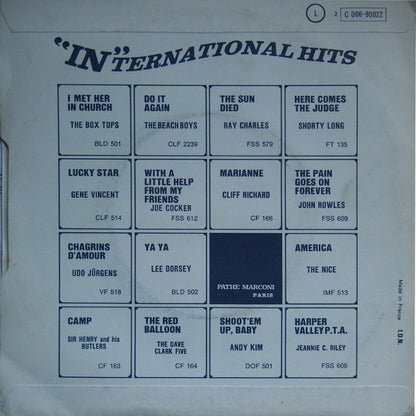 L 2 C 006-90022
"IN"TERNATIONAL HITS
I MET HER
IN CHURCH
THE BOX TOPS
BLD 501
DO IT
AGAIN
THE BEACH BOYS
CLF 2239
THE SUN
DIED
RAY CHARLES
FSS 579
HERE COMES
THE JUDGE
SHORTY LONG
FT 135
LUCKY STAR
GENE VINCENT
CLF 514
WITH A
LITTLE HELP
FROM MY
FRIENDS
JOE COCKER
FSS 612
MARIANNE
CLIFF RICHARD
CF 166
THE PAIN
GOES ON
FOREVER
JOHN ROWLES
FSS 609
CHAGRINS
D'AMOUR
UDO JÜRGENS
VF 518
YA YA
LEE DORSEY
BLD 502
PATHE MARCONI
PARIS
AMERICA
THE NICE
IMF 513
CAMP
SIR HENRY and his
BUTLERS
CF 163
THE RED
BALLOON
THE DAVE
CLARK FIVE
CF 164
SHOOT'EM
UP, BABY
ANDY KIM
DOF 501
HARPER
VALLEY P.T.A.
JEANNIE C. RILEY
FSS 605
Made in France I.D.N.